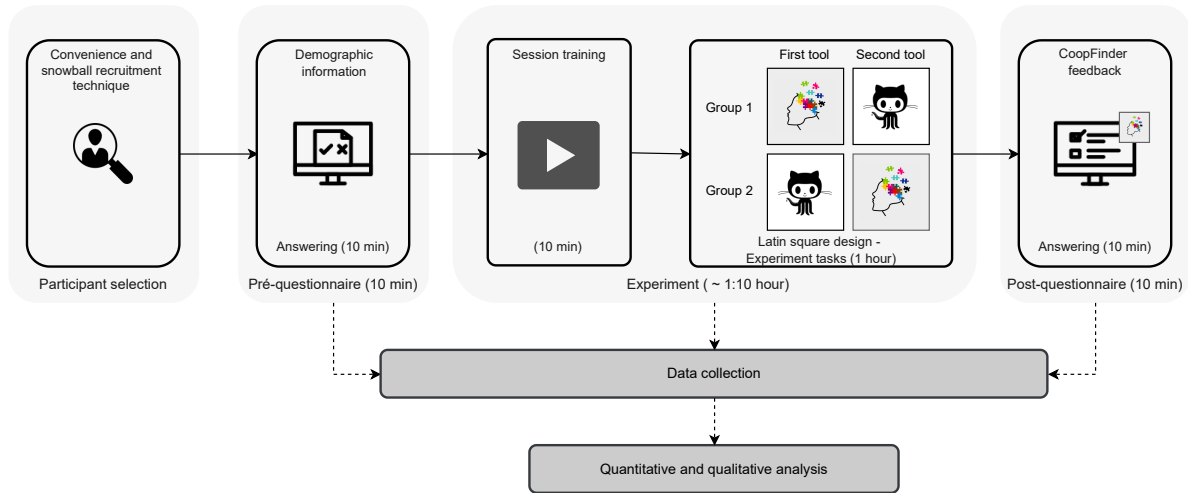 Convenience and
snowball recruitment
technique
Participant selection
Demographic
information
Answering (10 min)
Pré-questionnaire (10 min)
Session training
(10 min)
First tool
Second tool
Group 1
Group 2
Latin square design -
Experiment tasks (1 hour)
Experiment ( ~ 1:10 hour)
CoopFinder
feedback
Answering (10 min)
Post-questionnaire (10 min)
Data collection
Quantitative and qualitative analysis